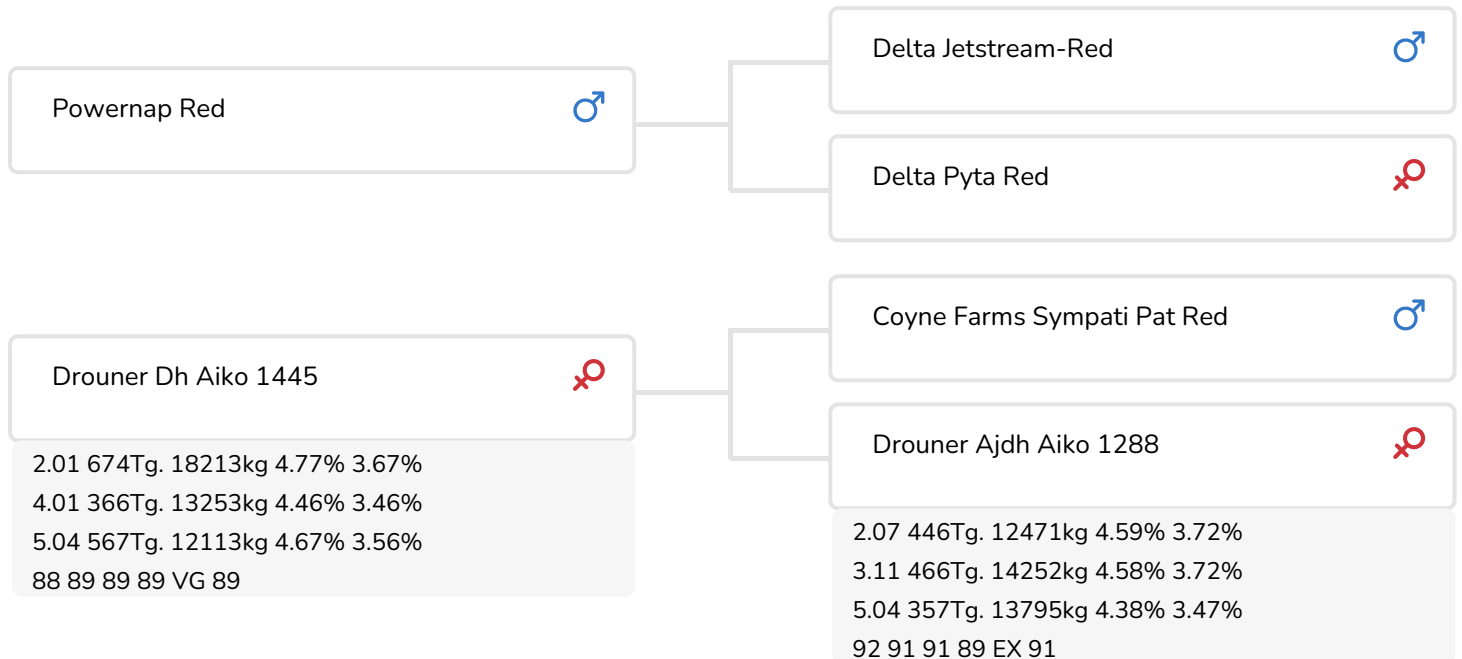 Powernap Red
Delta Jetstream-Red
Delta Pyta Red
Drouner Dh Aiko 1445
2.01 674Tg. 18213kg 4.77% 3.67%
4.01 366Tg. 13253kg 4.46% 3.46%
5.04 567Tg. 12113kg 4.67% 3.56%
88 89 89 89 VG 89
Coyne Farms Sympati Pat Red
Drouner Ajdh Aiko 1288
2.07 446Tg. 12471kg 4.59% 3.72%
3.11 466Tg. 14252kg 4.58% 3.72%
5.04 357Tg. 13795kg 4.38% 3.47%
92 91 91 89 EX 91